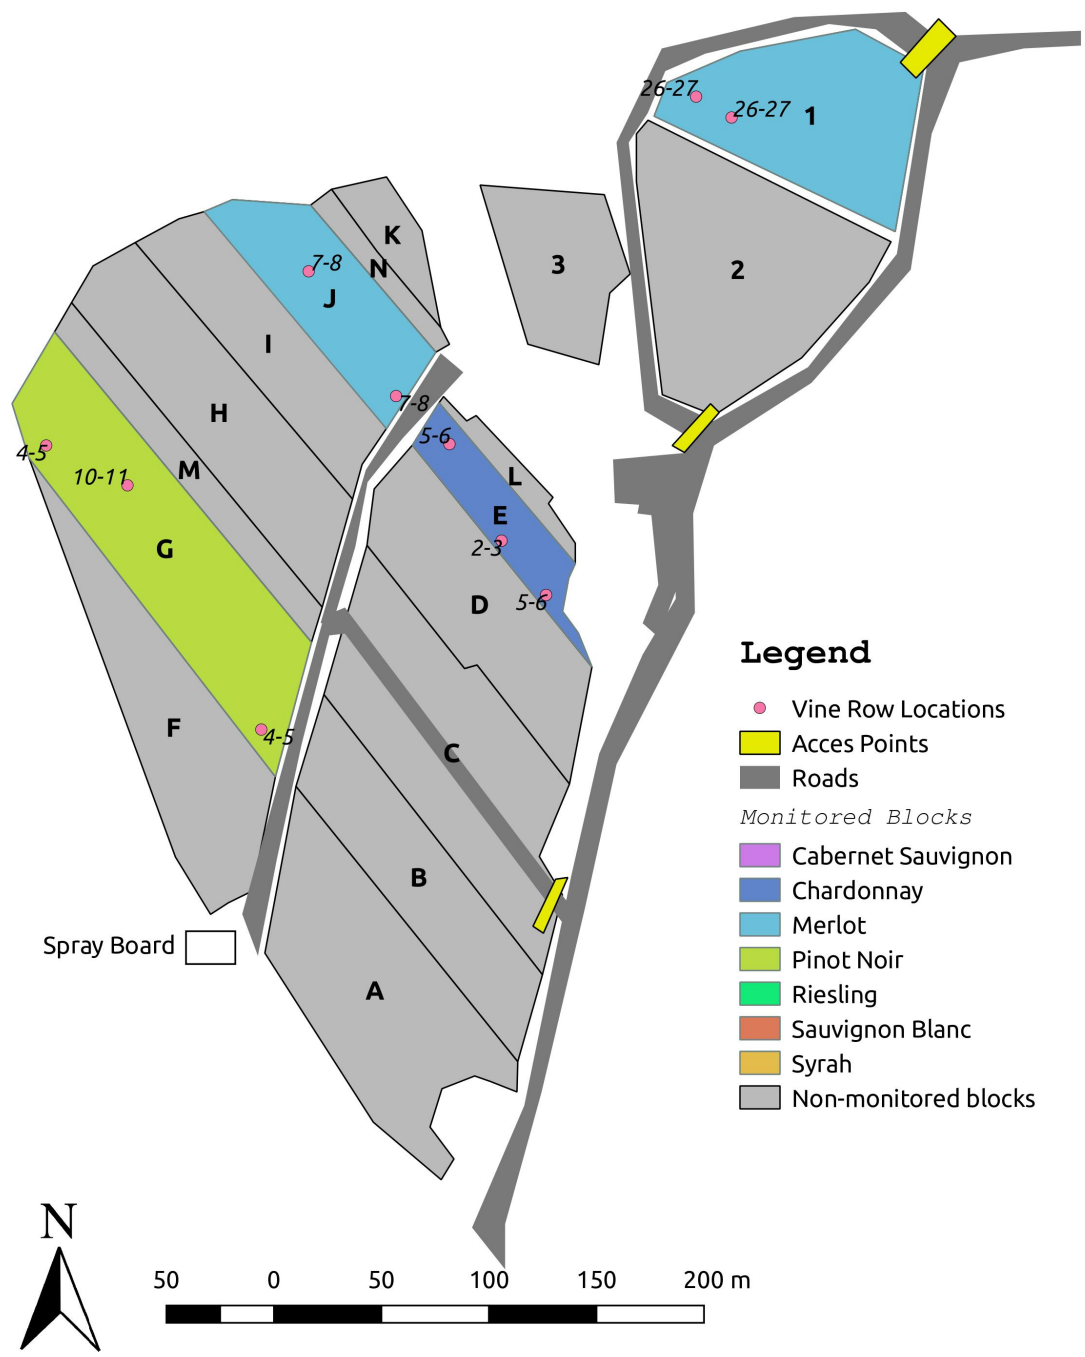 26-27
26-27
1
K
N
3
2
7-8
J
I
7-8
H
5-6
4-5
10-11
M
L
E
G
2-3
5-6
D
F
4-5
C
B
A
Spray Board
Legend
Vine Row Locations
Acces Points
Roads
Monitored Blocks
Cabernet Sauvignon
Chardonnay
Merlot
Pinot Noir
Riesling
Sauvignon Blanc
Syrah
Non-monitored blocks
N
50 0 50 100 150 200 m